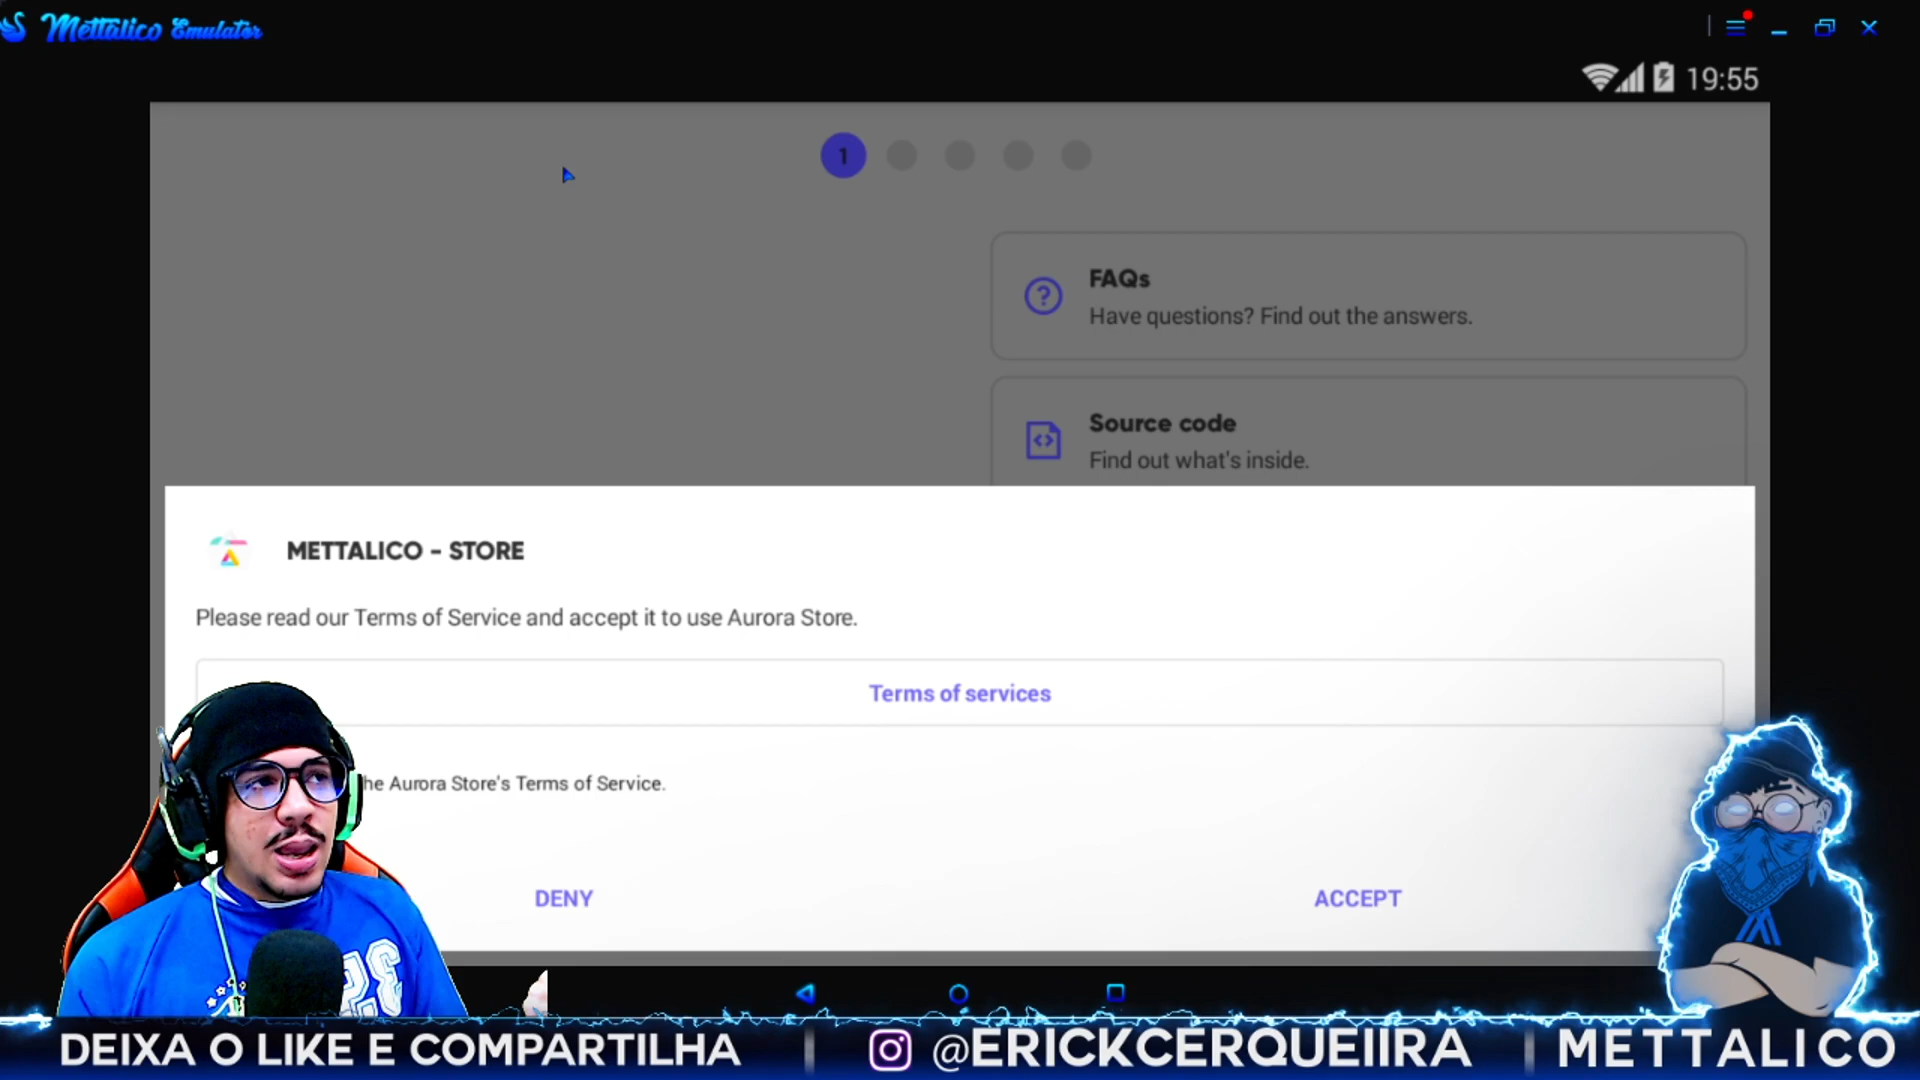 Mettalico Emulator
19:55
1
FAQs
Have questions? Find out the answers.
Source code
Find out what's inside.
METTALICO - STORE
Please read our Terms of Service and accept it to use Aurora Store.
Terms of services
he Aurora Store's Terms of Service.
DENY
ACCEPT
DEIXA O LIKE E COMPARTILHA | @ERICKCERQUEIIRA | METTALICO